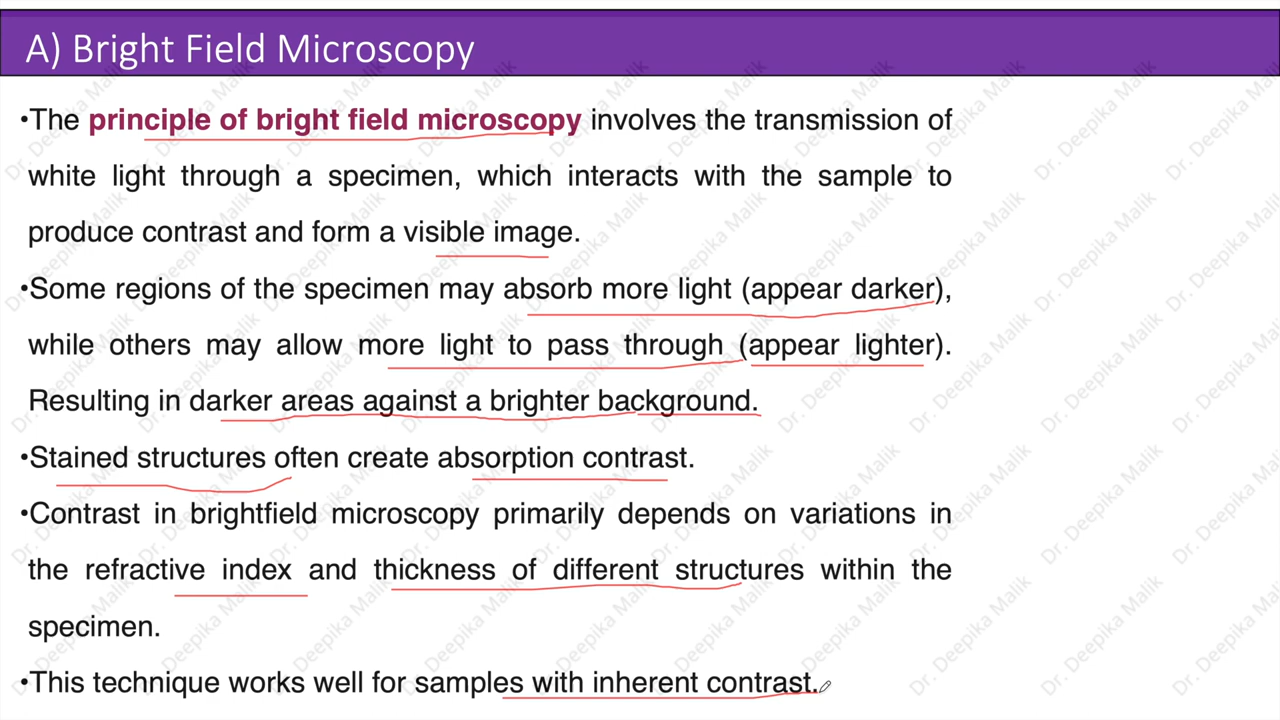 A) Bright Field Microscopy
•The principle of bright field microscopy involves the transmission of
white light through a specimen, which interacts with the sample to
produce contrast and form a visible image.
•Some regions of the specimen may absorb more light (appear darker),
while others may allow more light to pass through (appear lighter).
Resulting in darker areas against a brighter background.
•Stained structures often create absorption contrast.
•Contrast in brightfield microscopy primarily depends on variations in
the refractive index and thickness of different structures within the
specimen.
•This technique works well for samples with inherent contrast.
Dr. Deepika Malik